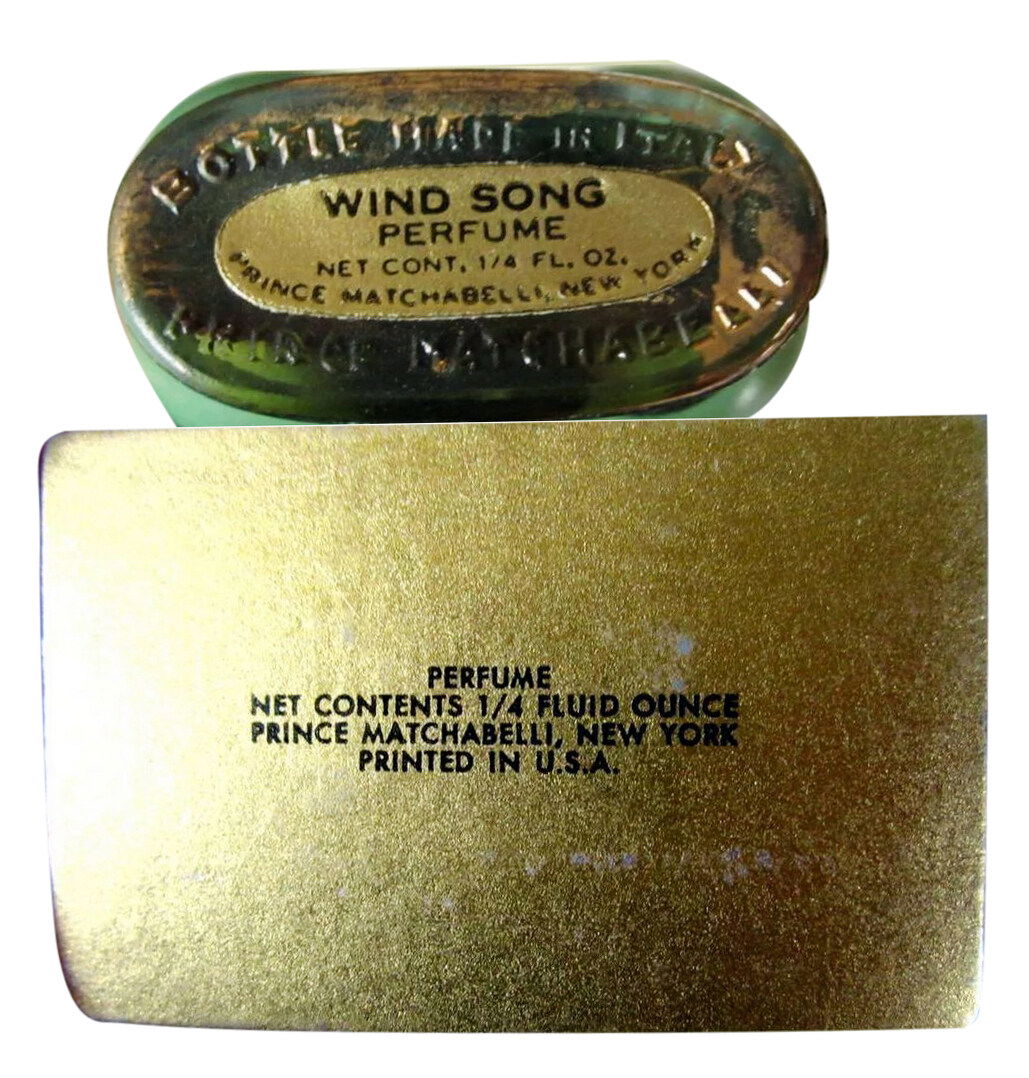 BOTTLE MADE IN ITALY
WIND SONG
PERFUME
NET CONT. 1/4 FL. OZ.
PRINCE MATCHABELLI, NEW YORK
PRINCE MATCHABELLI
PERFUME
NET CONTENTS 1/4 FLUID OUNCE
PRINCE MATCHABELLI, NEW YORK
PRINTED IN U.S.A.